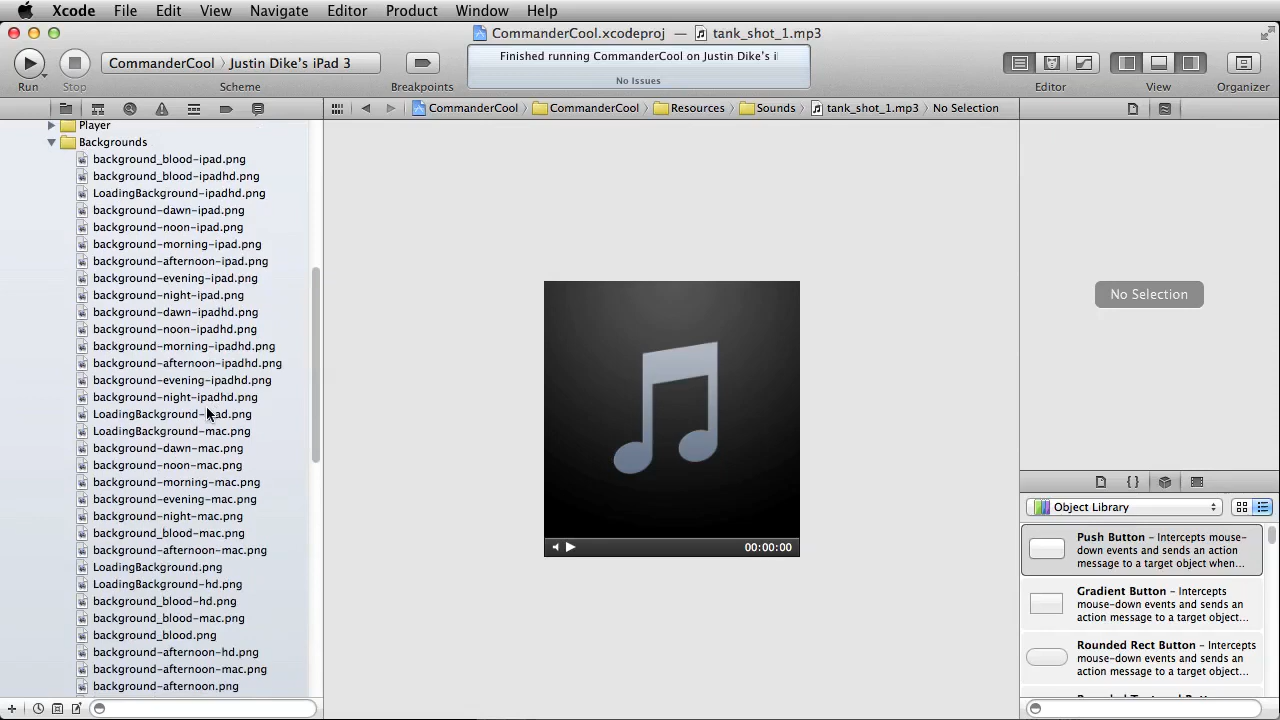 Xcode File Edit View Navigate Editor Product Window Help
CommanderCool.xcodeproj — tank_shot_1.mp3
CommanderCool Justin Dike's iPad 3
Finished running CommanderCool on Justin Dike's i
No Issues
Run Stop Scheme Breakpoints Editor View Organizer
CommanderCool CommanderCool Resources Sounds tank_shot_1.mp3 No Selection
Player
Backgrounds
background_blood-ipad.png
background_blood-ipadhd.png
LoadingBackground-ipadhd.png
background-dawn-ipad.png
background-noon-ipad.png
background-morning-ipad.png
background-afternoon-ipad.png
background-evening-ipad.png
background-night-ipad.png
background-dawn-ipadhd.png
background-noon-ipadhd.png
background-morning-ipadhd.png
background-afternoon-ipadhd.png
background-evening-ipadhd.png
background-night-ipadhd.png
LoadingBackground-ipad.png
LoadingBackground-mac.png
background-dawn-mac.png
background-noon-mac.png
background-morning-mac.png
background-evening-mac.png
background-night-mac.png
background_blood-mac.png
background-afternoon-mac.png
LoadingBackground.png
LoadingBackground-hd.png
background_blood-hd.png
background_blood-mac.png
background_blood.png
background-afternoon-hd.png
background-afternoon-mac.png
background-afternoon.png
00:00:00
No Selection
{ }
Object Library
Push Button – Intercepts mouse-
down events and sends an action
message to a target object when...
Gradient Button – Intercepts
mouse-down events and sends an
action message to a target object...
Rounded Rect Button – Intercepts
mouse-down events and sends an
action message to a target object...